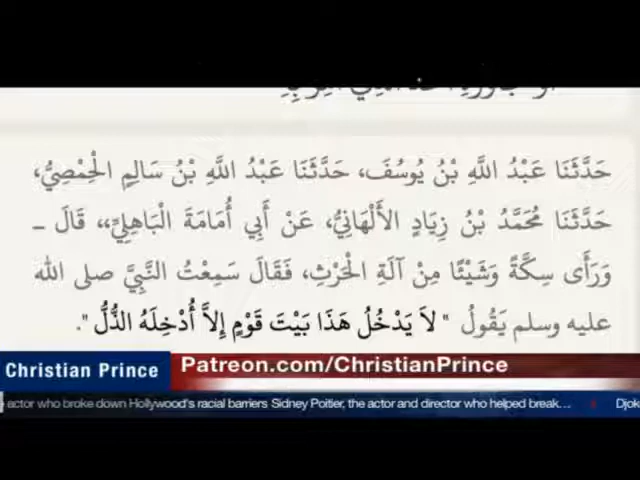 حَدَّثَنَا عَبْدُ اللَّهِ بْنُ يُوسُفَ، حَدَّثَنَا عَبْدُ اللَّهِ بْنُ سَالِمٍ الْحِمْصِيُّ،
حَدَّثَنَا مُحَمَّدُ بْنُ زِيَادٍ الأَلْهَانِيُّ، عَنْ أَبِي أُمَامَةَ الْبَاهِلِيِّ،، قَالَ ـ
وَرَأَى سِكَّةً وَشَيْئًا مِنْ آلَةِ الْحَرْثِ، فَقَالَ سَمِعْتُ النَّبِيَّ صلى الله
عليه وسلم يَقُولُ " لاَ يَدْخُلُ هَذَا بَيْتَ قَوْمٍ إِلاَّ أُدْخِلَهُ الذُّلُّ ".
Christian Prince Patreon.com/ChristianPrince
actor who broke down Hollywood's racial barriers Sidney Poitier, the actor and director who helped break... Djok